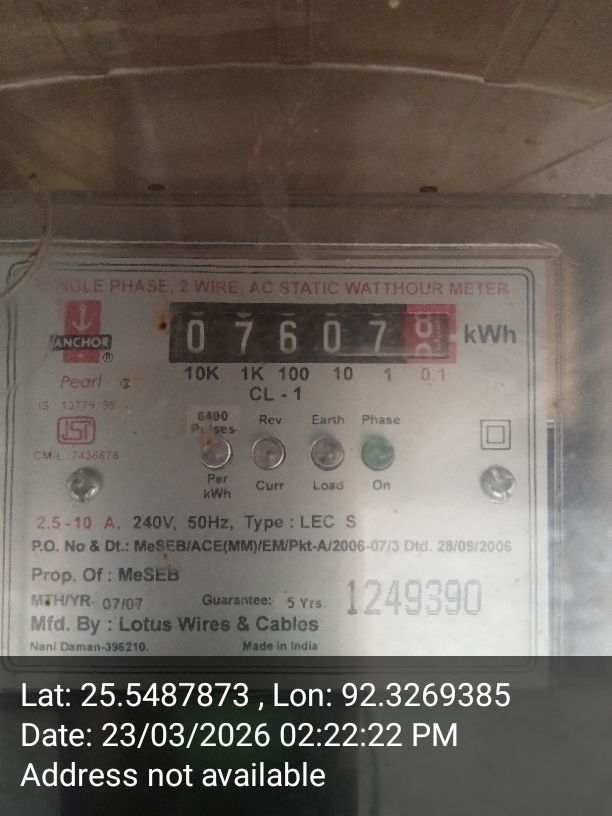 SINGLE PHASE, 2 WIRE, AC STATIC WATTHOUR METER
ANCHOR ®
Pearl
0 7 6 0 7 kWh
10K 1K 100 10 1 0.1
CL - 1
IS : 13779:99
ISI
CM/L :7436678
6400 Pulses Per kWh
Rev Curr
Earth Load
Phase On
2.5-10 A, 240V, 50Hz, Type : LEC S
P.O. No & Dt.: MeSEB/ACE(MM)/EM/Pkt-A/2006-07/3 Dtd. 28/09/2006
Prop. Of : MeSEB
MTH/YR- 07/07 Guarantee:- 5 Yrs. 1249390
Mfd. By : Lotus Wires & Cables
Nani Daman-396210. Made in India
Lat: 25.5487873 , Lon: 92.3269385
Date: 23/03/2026 02:22:22 PM
Address not available